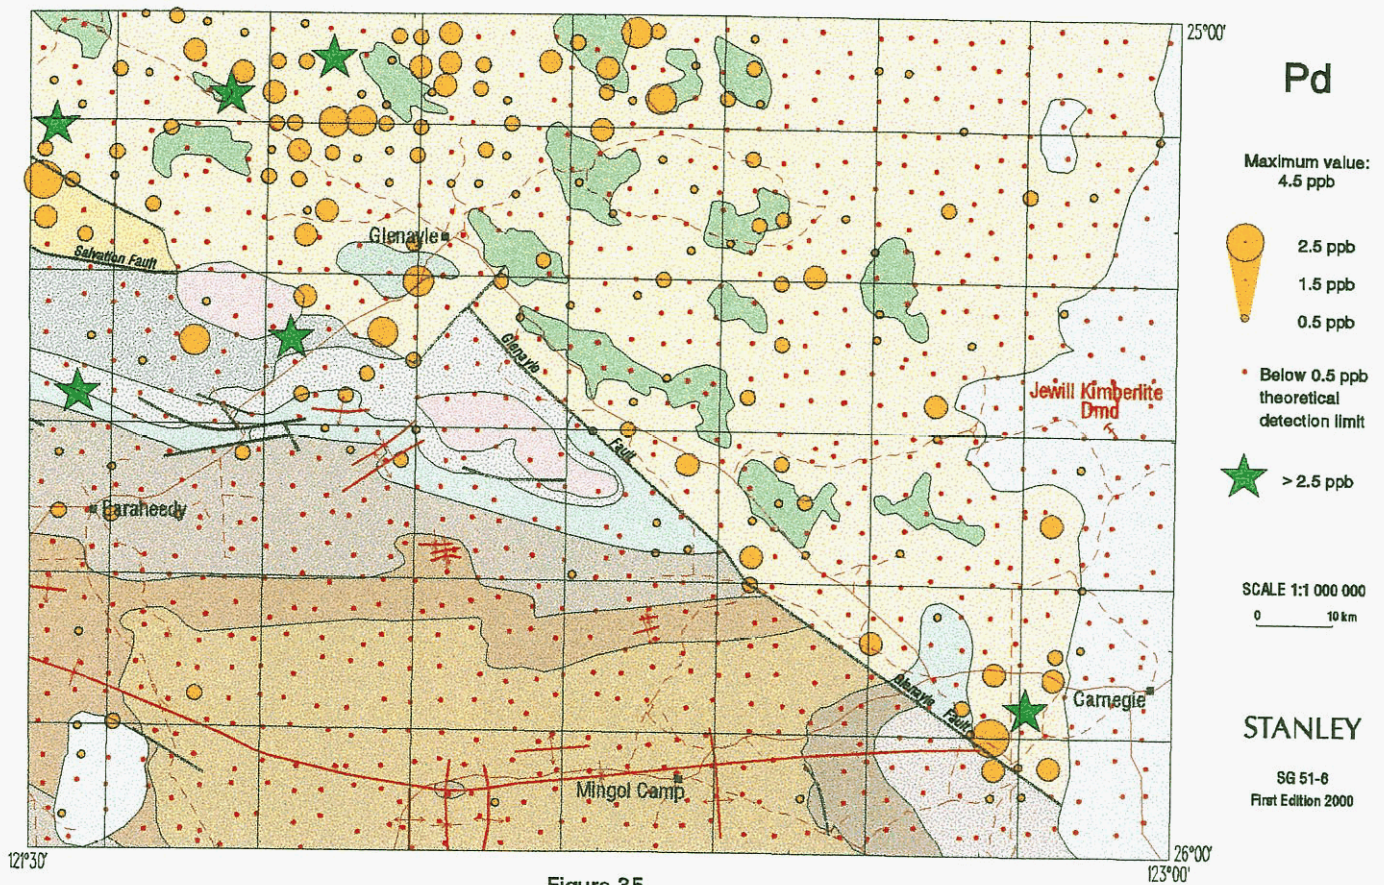 25°00'
Pd
Maximum value:
4.5 ppb
2.5 ppb
1.5 ppb
0.5 ppb
Below 0.5 ppb
theoretical
detection limit
> 2.5 ppb
SCALE 1:1 000 000
0 10 km
STANLEY
SG 51-6
First Edition 2000
Glenayle
Salvation Fault
Glenayle
Fault
Jewill Kimberlite
Dmd
Earaheedy
Glenayle Fault
Carnegie
Mingol Camp
121°30'
26°00'
123°00'
Figure 35